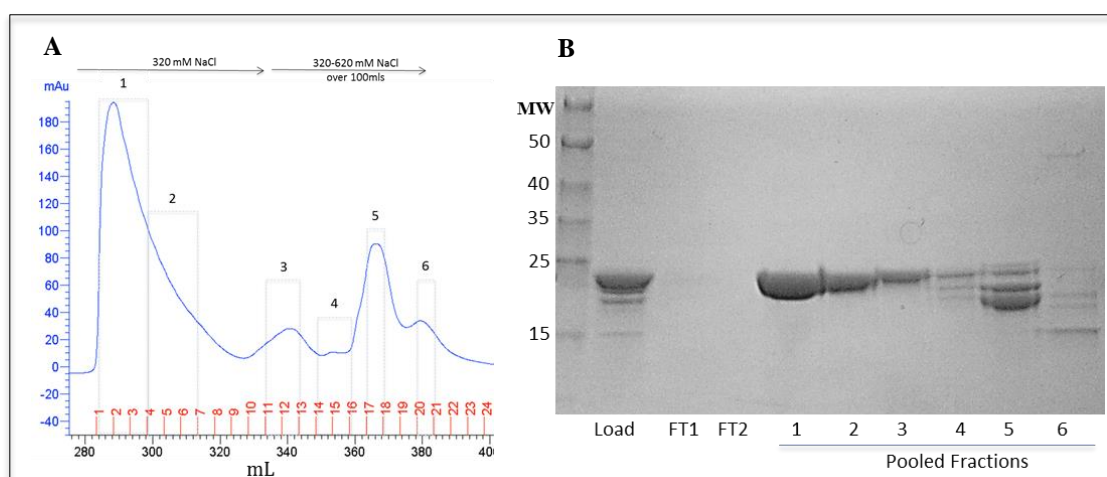 A
320 mM NaCl
320-620 mM NaCl
over 100mls
mAu
1
2
3
4
5
6
180
160
140
120
100
80
60
40
20
0
-20
-40
1 2 3 4 5 6 7 8 9 10 11 12 13 14 15 16 17 18 19 20 21 22 23 24
280 300 320 340 360 380 400
mL
B
MW
50
40
35
25
15
Load FT1 FT2 1 2 3 4 5 6
Pooled Fractions